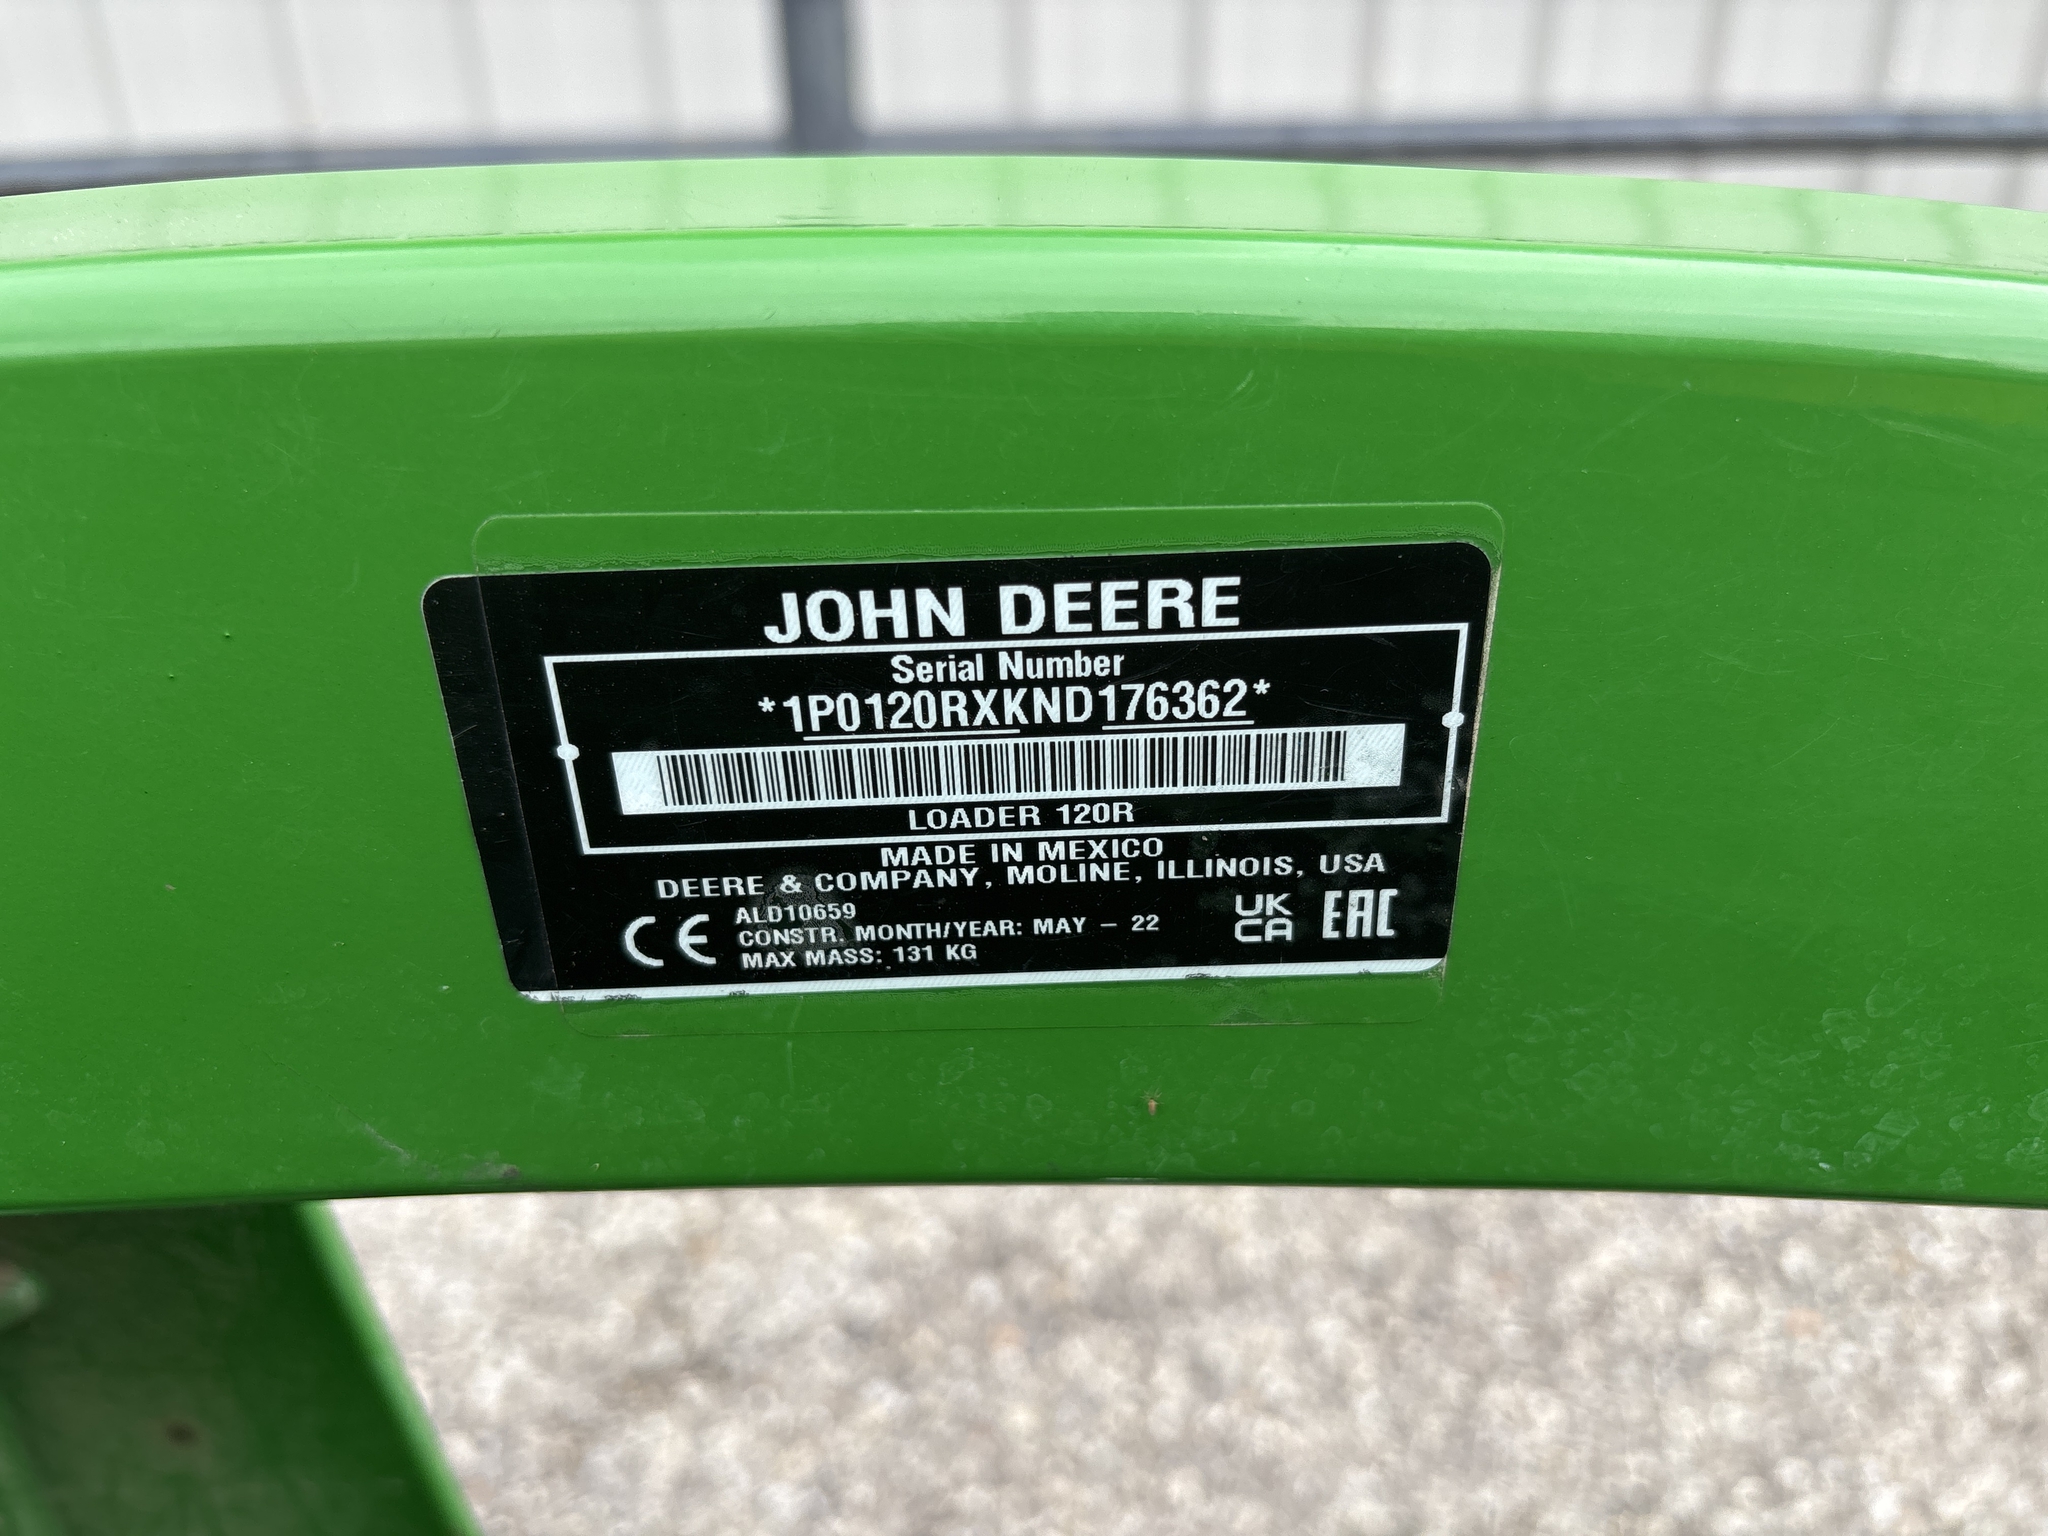 JOHN DEERE
Serial Number
*1P0120RXKND176362*
LOADER 120R
MADE IN MEXICO
DEERE & COMPANY, MOLINE, ILLINOIS, USA
CE
ALD10659
CONSTR. MONTH/YEAR: MAY – 22
MAX MASS: 131 KG
UK
CA
EAC